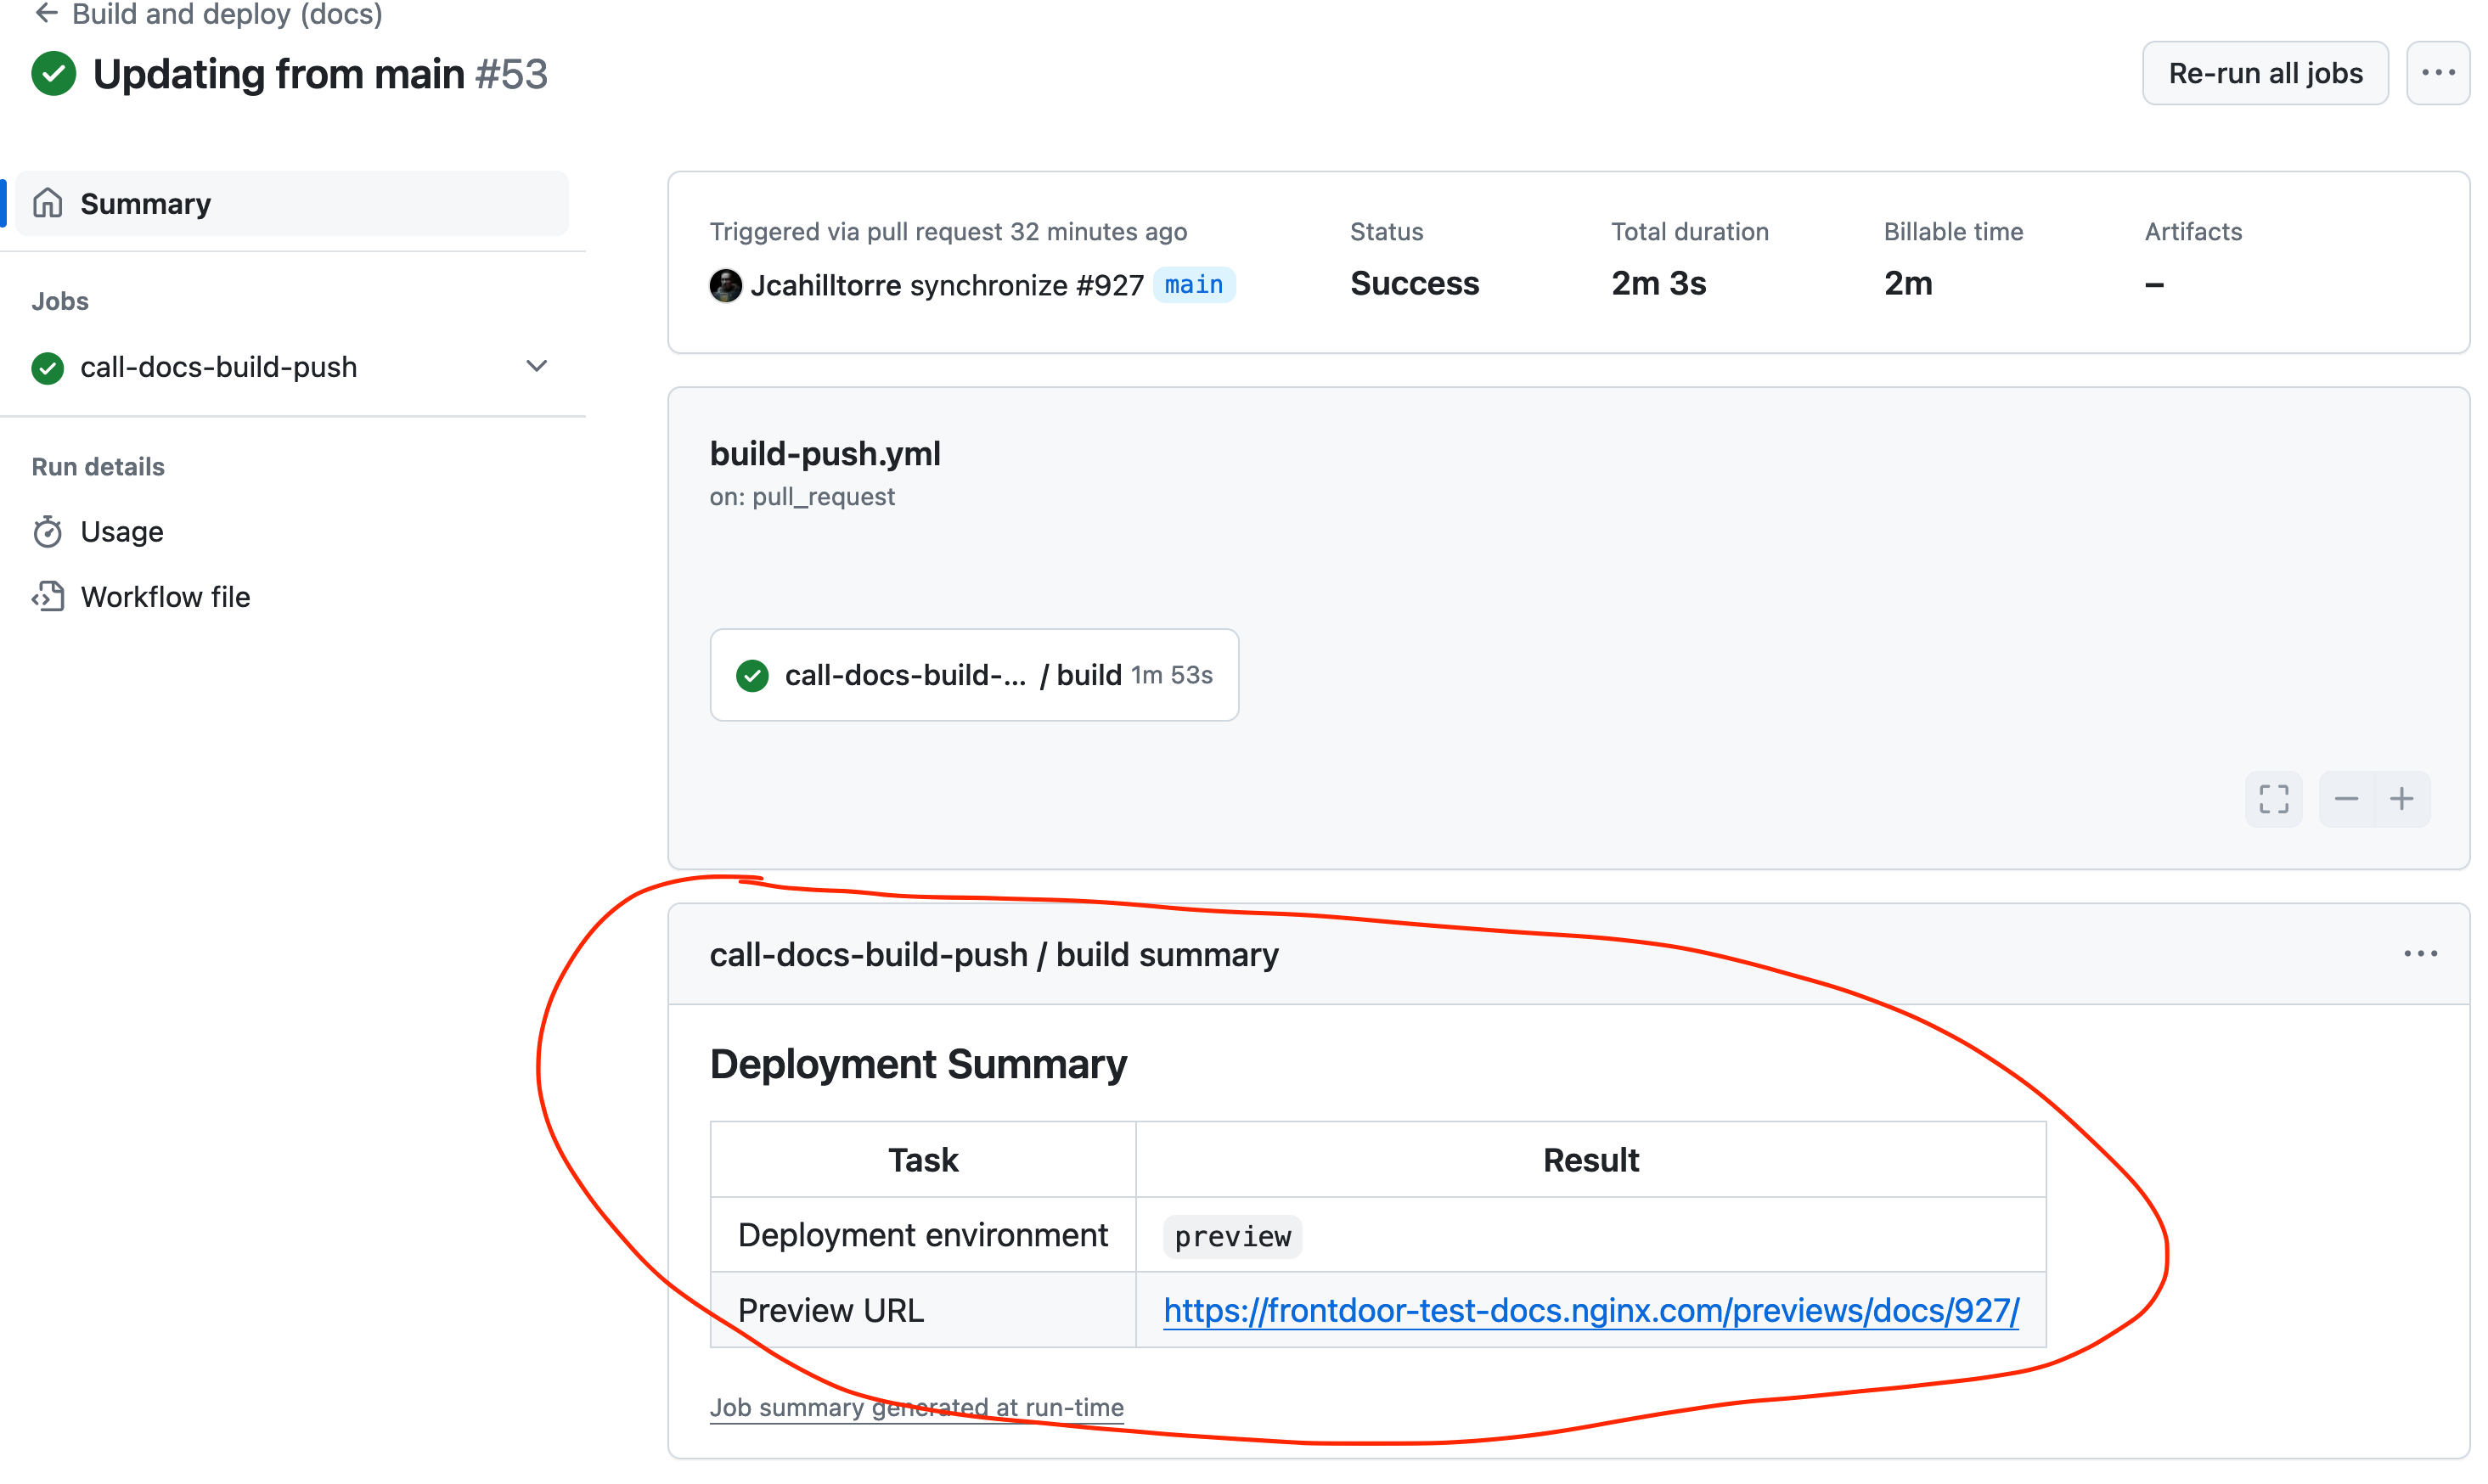 Build and deploy (docs)
Updating from main #53
Re-run all jobs
Summary
Jobs
call-docs-build-push
Run details
Usage
Workflow file
Triggered via pull request 32 minutes ago
Jcahilltorre synchronize #927 main
Status
Success
Total duration
2m 3s
Billable time
2m
Artifacts
–
build-push.yml
on: pull_request
call-docs-build-... / build 1m 53s
call-docs-build-push / build summary
Deployment Summary
Task Result
Deployment environment preview
Preview URL https://frontdoor-test-docs.nginx.com/previews/docs/927/
Job summary generated at run-time